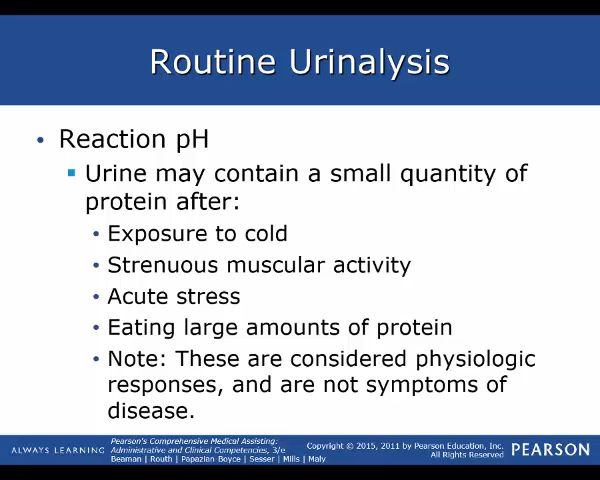 Routine Urinalysis
• Reaction pH
▪ Urine may contain a small quantity of
protein after:
• Exposure to cold
• Strenuous muscular activity
• Acute stress
• Eating large amounts of protein
• Note: These are considered physiologic
responses, and are not symptoms of
disease.
ALWAYS LEARNING
Pearson's Comprehensive Medical Assisting:
Administrative and Clinical Competencies, 3/e
Beaman | Routh | Papazian Boyce | Sesser | Mills | Maly
Copyright © 2015, 2011 by Pearson Education, Inc.
All Rights Reserved
PEARSON